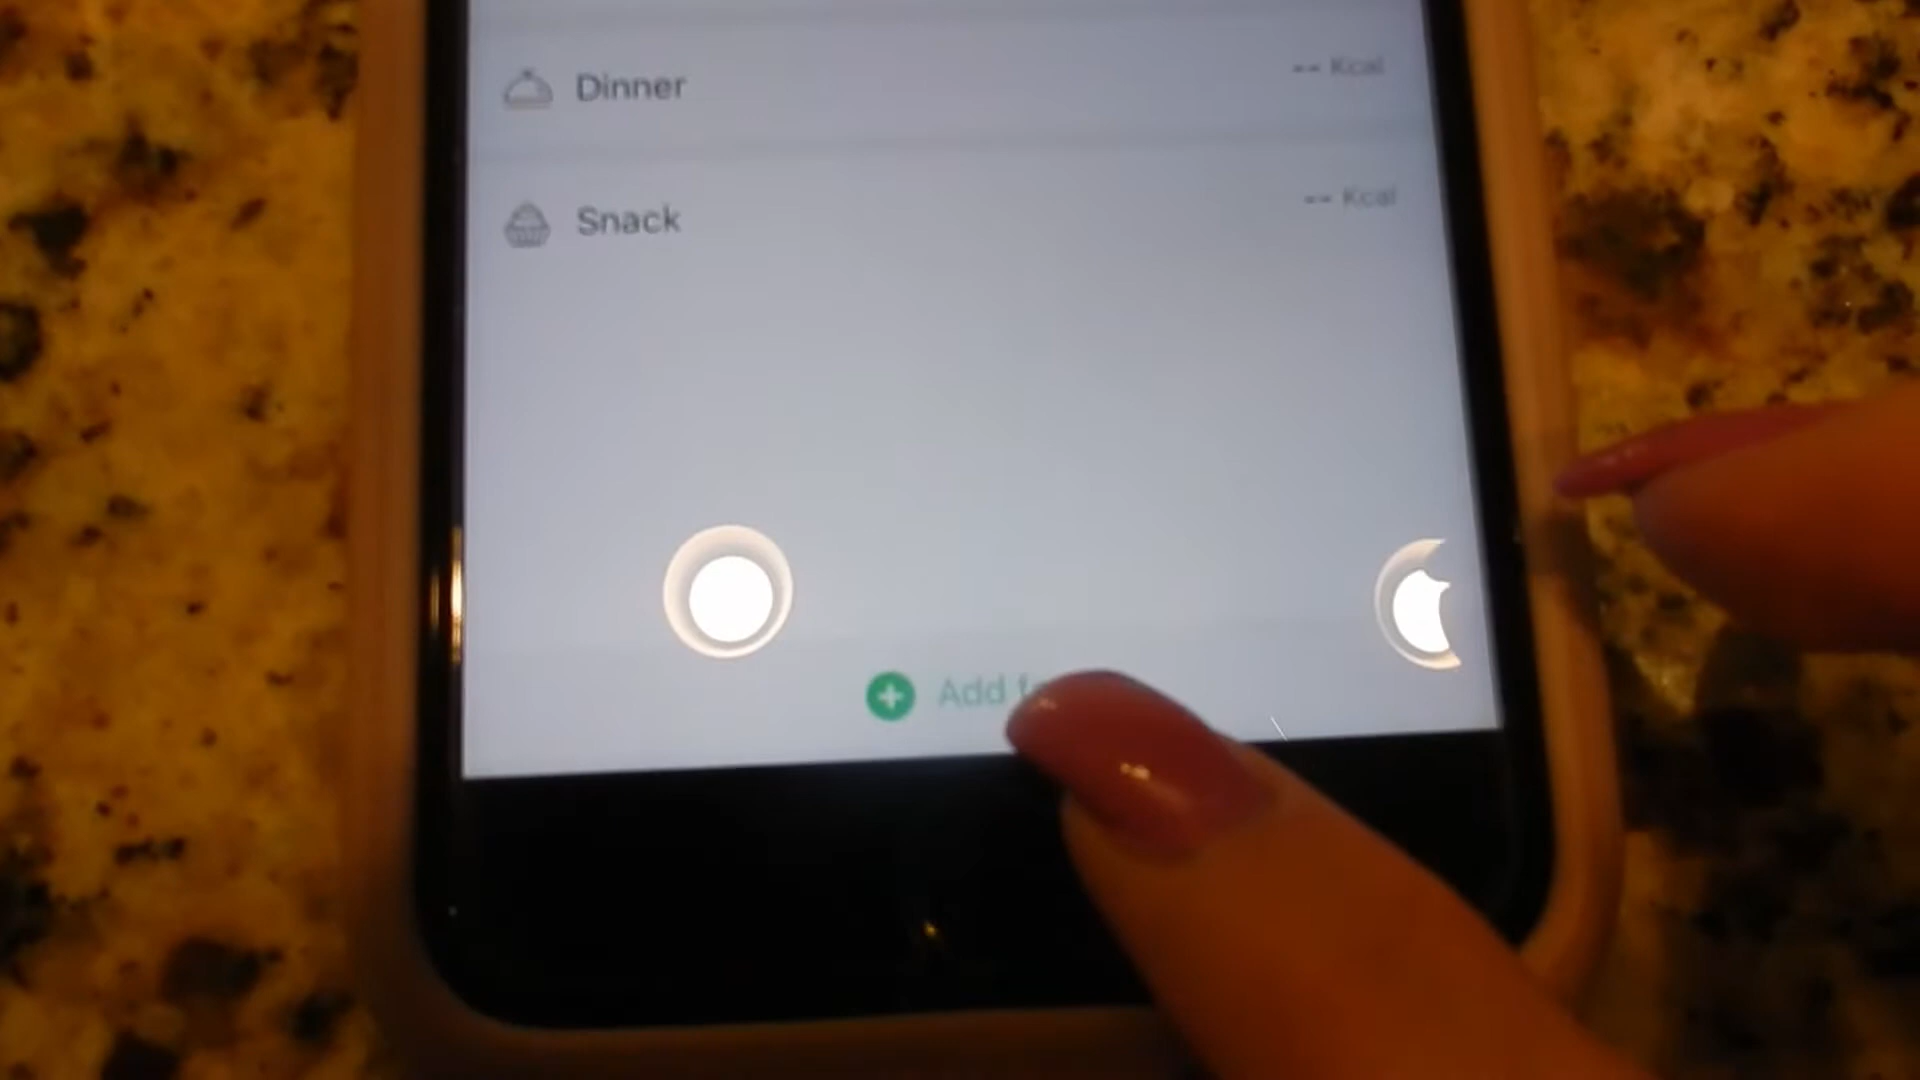 Dinner
-- Kcal
Snack
-- Kcal
Add